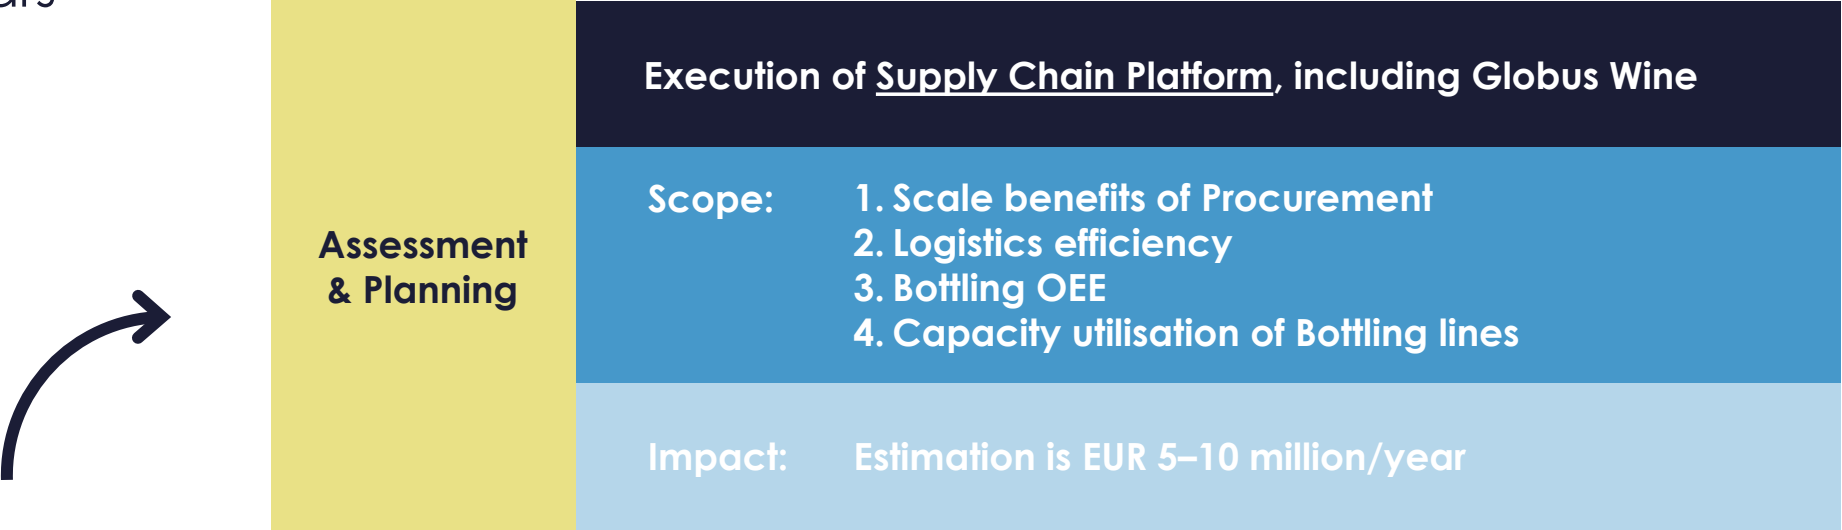 Assessment
& Planning
Execution of Supply Chain Platform, including Globus Wine
Scope:
1. Scale benefits of Procurement
2. Logistics efficiency
3. Bottling OEE
4. Capacity utilisation of Bottling lines
Impact:
Estimation is EUR 5–10 million/year